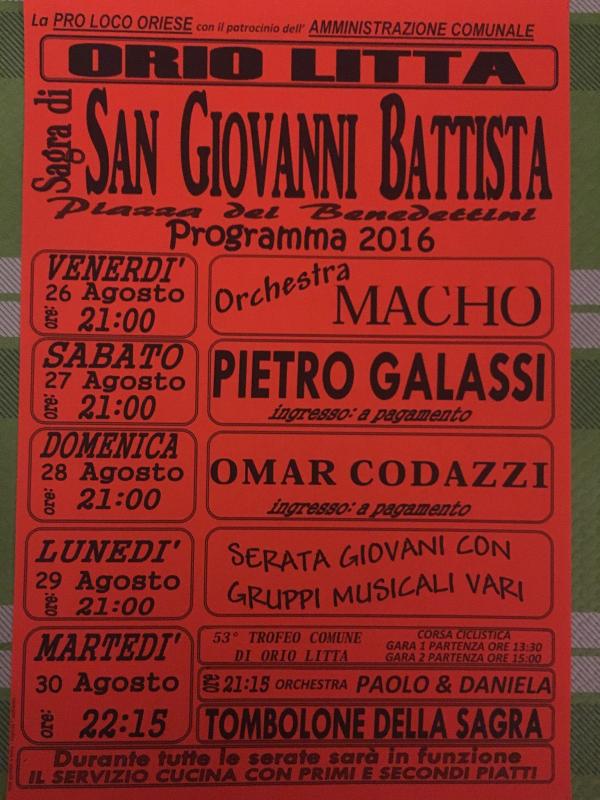 La PRO LOCO ORIESE con il patrocinio dell' AMMINISTRAZIONE COMUNALE
ORIO LITTA
Sagra di SAN GIOVANNI BATTISTA
Piazza dei Benedettini
Programma 2016
VENERDI'
26 Agosto
ore: 21:00
Orchestra MACHO
SABATO
27 Agosto
ore: 21:00
PIETRO GALASSI
ingresso: a pagamento
DOMENICA
28 Agosto
ore: 21:00
OMAR CODAZZI
ingresso: a pagamento
LUNEDI'
29 Agosto
ore: 21:00
SERATA GIOVANI CON
GRUPPI MUSICALI VARI
MARTEDI'
30 Agosto
ore: 22:15
53° TROFEO COMUNE
DI ORIO LITTA
CORSA CICLISTICA
GARA 1 PARTENZA ORE 13:30
GARA 2 PARTENZA ORE 15:00
ore 21:15 ORCHESTRA PAOLO & DANIELA
TOMBOLONE DELLA SAGRA
Durante tutte le serate sarà in funzione
IL SERVIZIO CUCINA CON PRIMI E SECONDI PIATTI